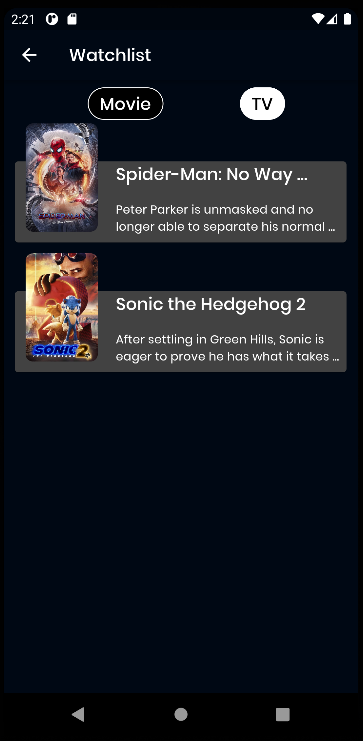 2:21
Watchlist
Movie
TV
Spider-Man: No Way ...
Peter Parker is unmasked and no
longer able to separate his normal ...
Sonic the Hedgehog 2
After settling in Green Hills, Sonic is
eager to prove he has what it takes ...
SONIC 2